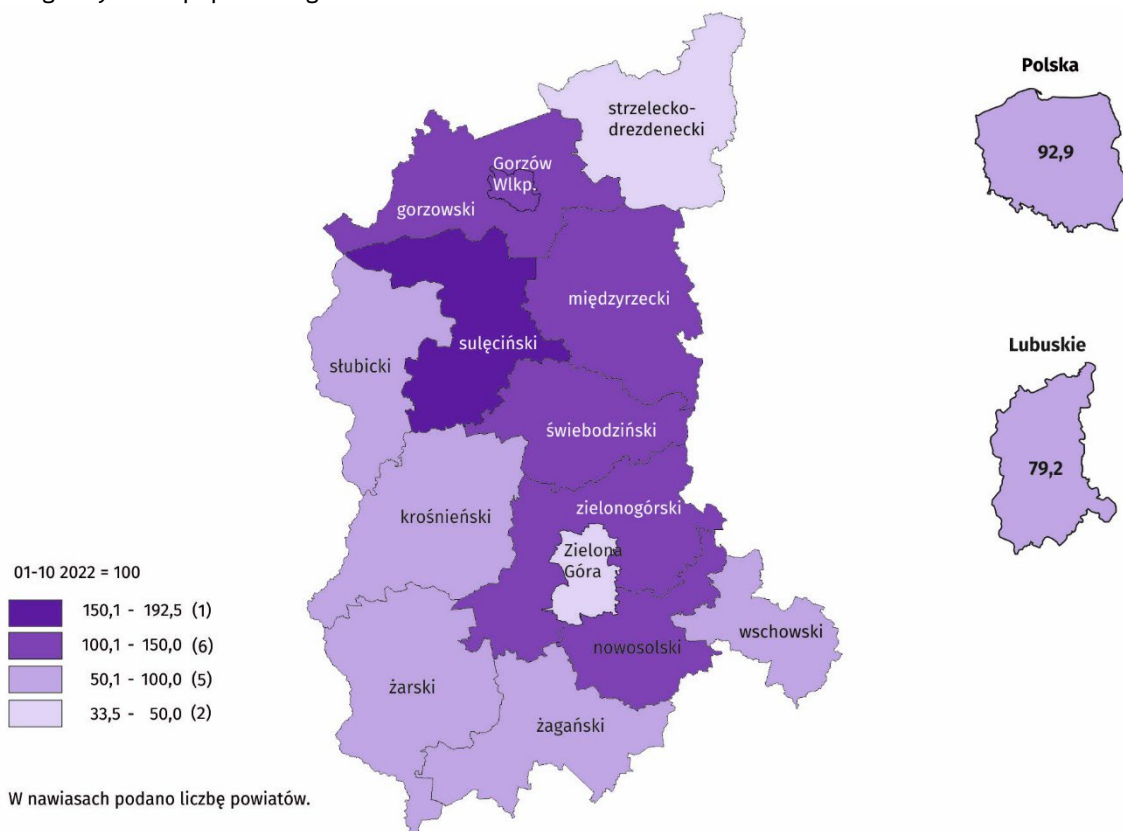 strzelecko-
drezdenecki
Gorzów
Wlkp.
gorzowski
międzyrzecki
sulęciński
słubicki
świebodziński
krośnieński
zielonogórski
Zielona
Góra
nowosolski
wschowski
żarski
żagański
Polska
92,9
Lubuskie
79,2
01-10 2022 = 100
150,1 - 192,5 (1)
100,1 - 150,0 (6)
50,1 - 100,0 (5)
33,5 - 50,0 (2)
W nawiasach podano liczbę powiatów.